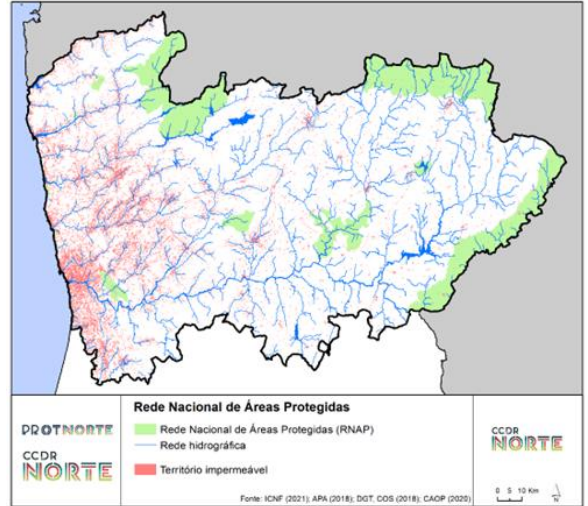 Rede Nacional de Áreas Protegidas
PROTNORTE
Rede Nacional de Áreas Protegidas (RNAP)
Rede hidrográfica
CCDR
NORTE
Território impermeável
CCDR
NORTE
0 5 10 Km
N
Fonte: ICNF (2021); APA (2018); DGT, COS (2018); CAOP (2020)